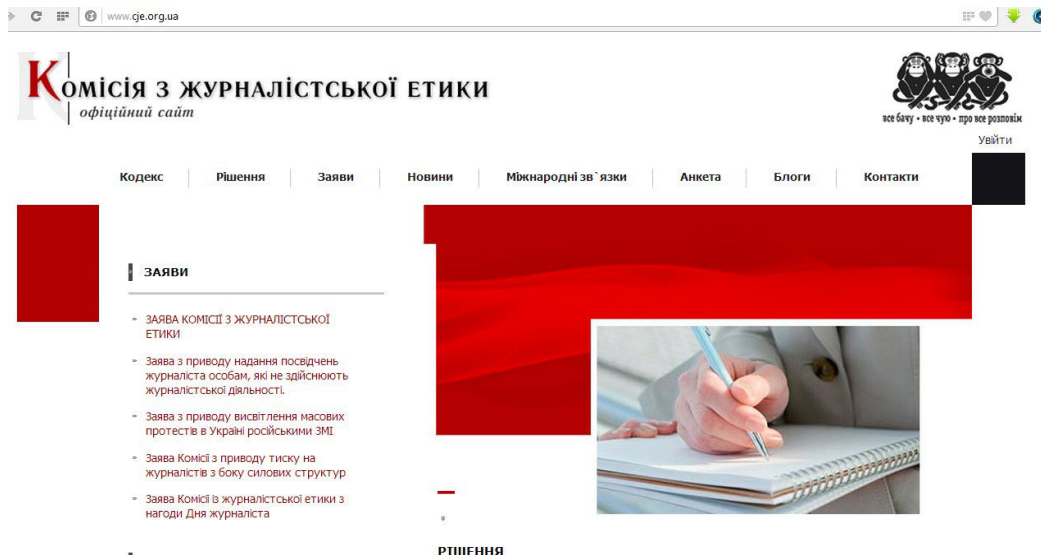 www.cje.org.ua
Комісія з журналістської етики
офіційний сайт
все бачу • все чую • про все розповім
Увійти
Кодекс
Рішення
Заяви
Новини
Міжнародні зв`язки
Анкета
Блоги
Контакти
ЗАЯВИ
ЗАЯВА КОМІСІЇ З ЖУРНАЛІСТСЬКОЇ
ЕТИКИ
Заява з приводу надання посвідчень
журналіста особам, які не здійснюють
журналістської діяльності.
Заява з приводу висвітлення масових
протестів в Україні російськими ЗМІ
Заява Комісії з приводу тиску на
журналістів з боку силових структур
Заява Комісії із журналістської етики з
нагоди Дня журналіста
РІШЕННЯ